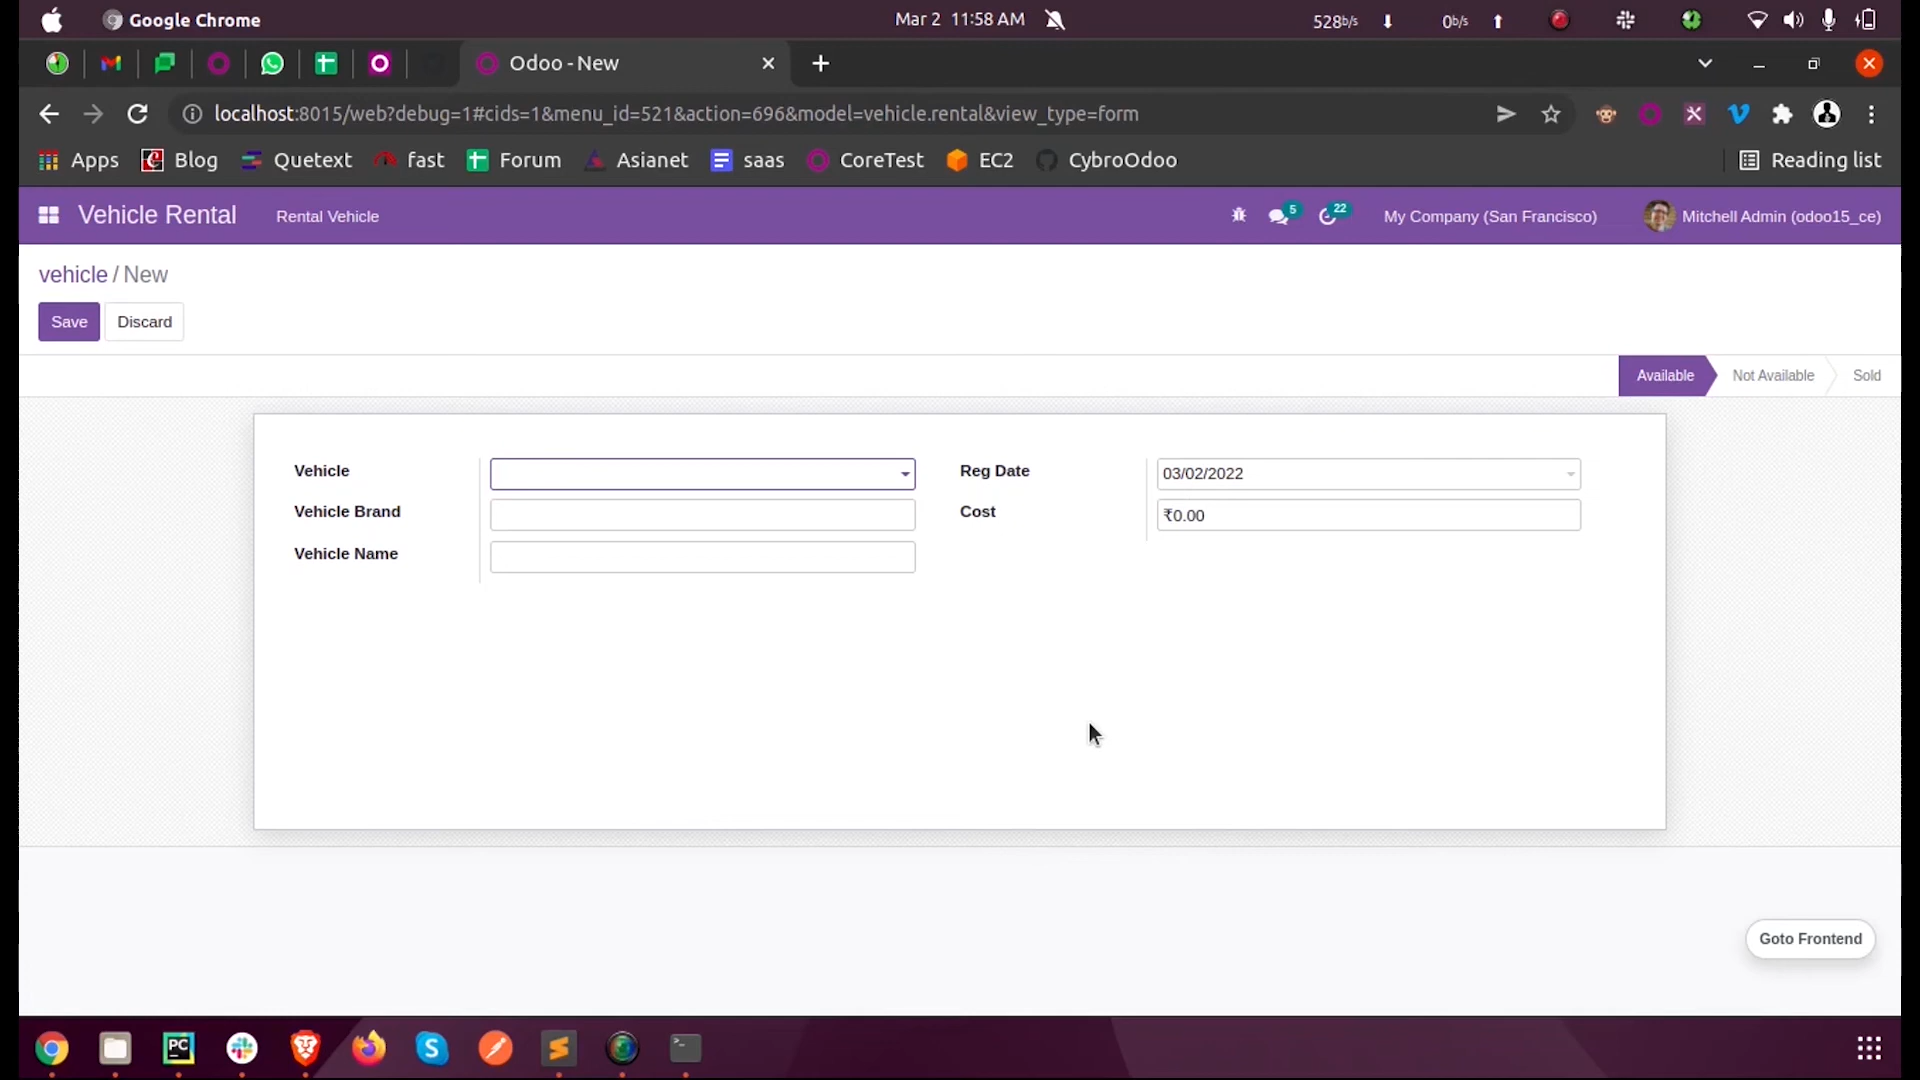 Google Chrome
Mar 2 11:58 AM
528b/s 0b/s
Odoo - New
localhost:8015/web?debug=1#cids=1&menu_id=521&action=696&model=vehicle.rental&view_type=form
Apps Blog Quetext fast Forum Asianet saas CoreTest EC2 CybroOdoo Reading list
Vehicle Rental Rental Vehicle 5 22 My Company (San Francisco) Mitchell Admin (odoo15_ce)
vehicle / New
Save Discard
Available Not Available Sold
Vehicle
Vehicle Brand
Vehicle Name
Reg Date 03/02/2022
Cost ₹0.00
Goto Frontend
PC